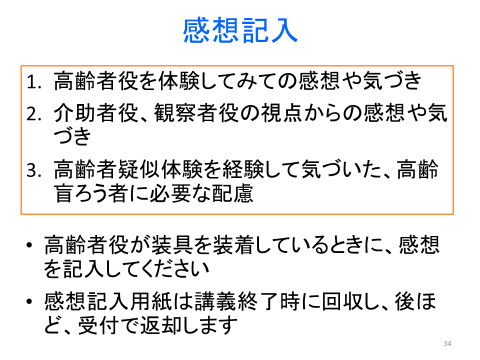 感想記入
1. 高齢者役を体験してみての感想や気づき
2. 介助者役、観察者役の視点からの感想や気
づき
3. 高齢者疑似体験を経験して気づいた、高齢
盲ろう者に必要な配慮
• 高齢者役が装具を装着しているときに、感想
を記入してください
• 感想記入用紙は講義終了時に回収し、後ほ
ど、受付で返却します
34